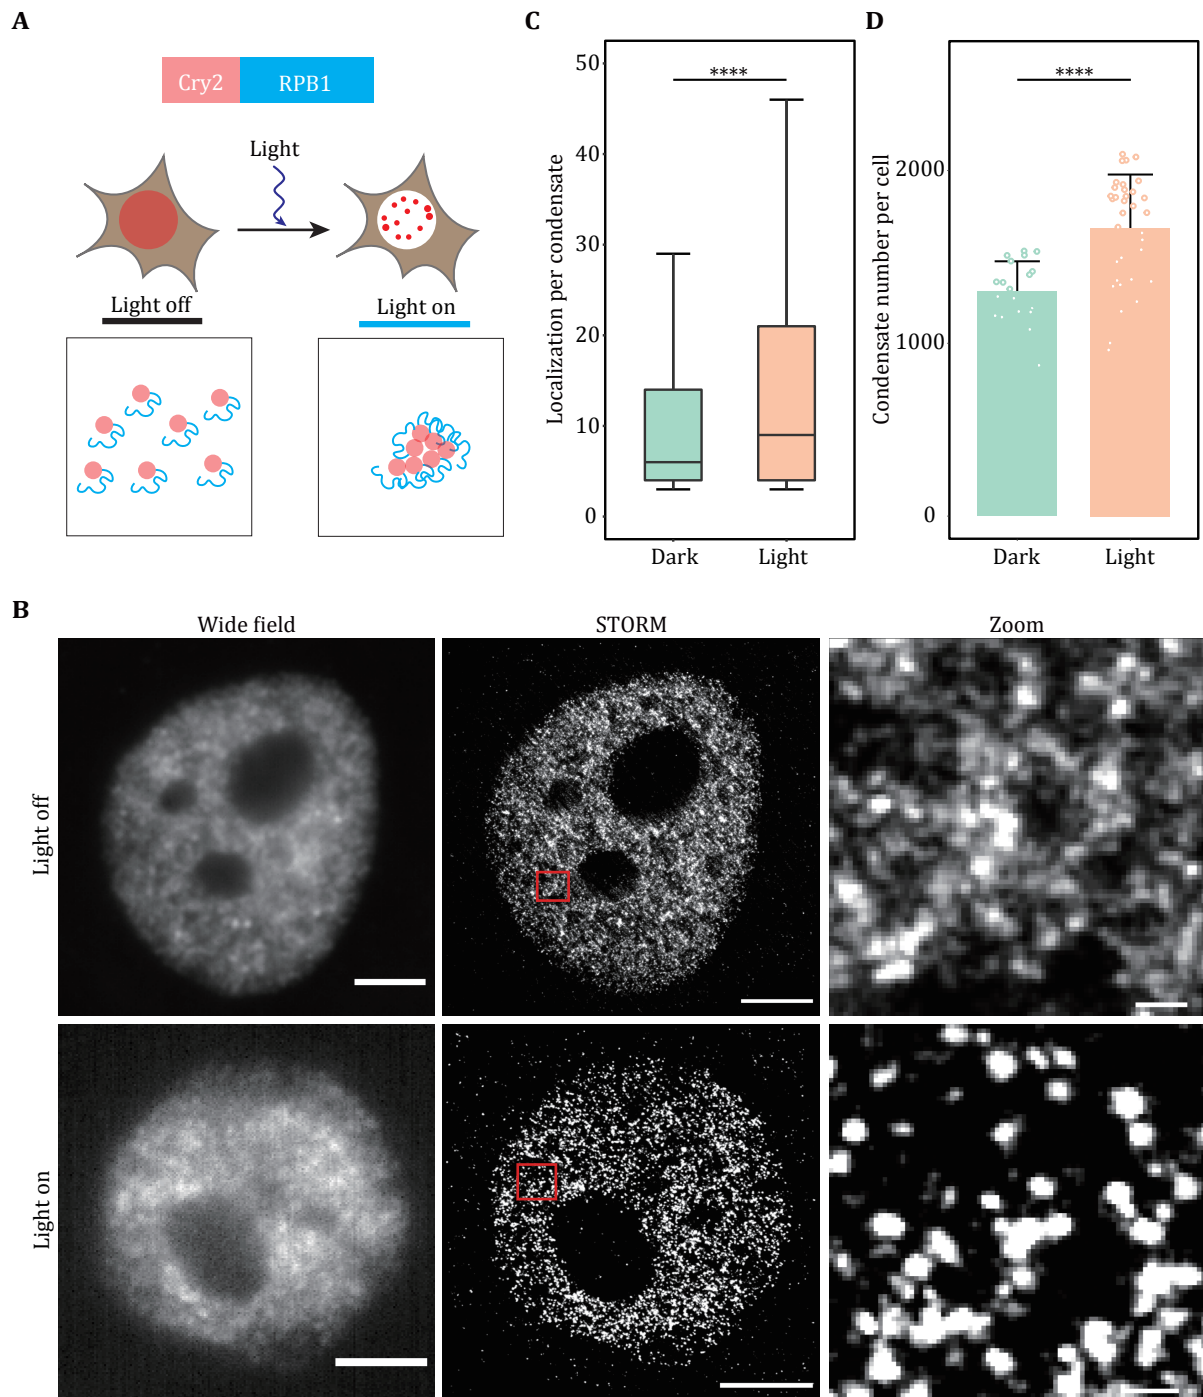 A
Cry2 RPB1
Light
Light off
Light on
C
Localization per condensate
50
40
30
20
10
0
****
Dark
Light
D
Condensate number per cell
2000
1000
0
****
Dark
Light
B
Wide field
STORM
Zoom
Light off
Light on